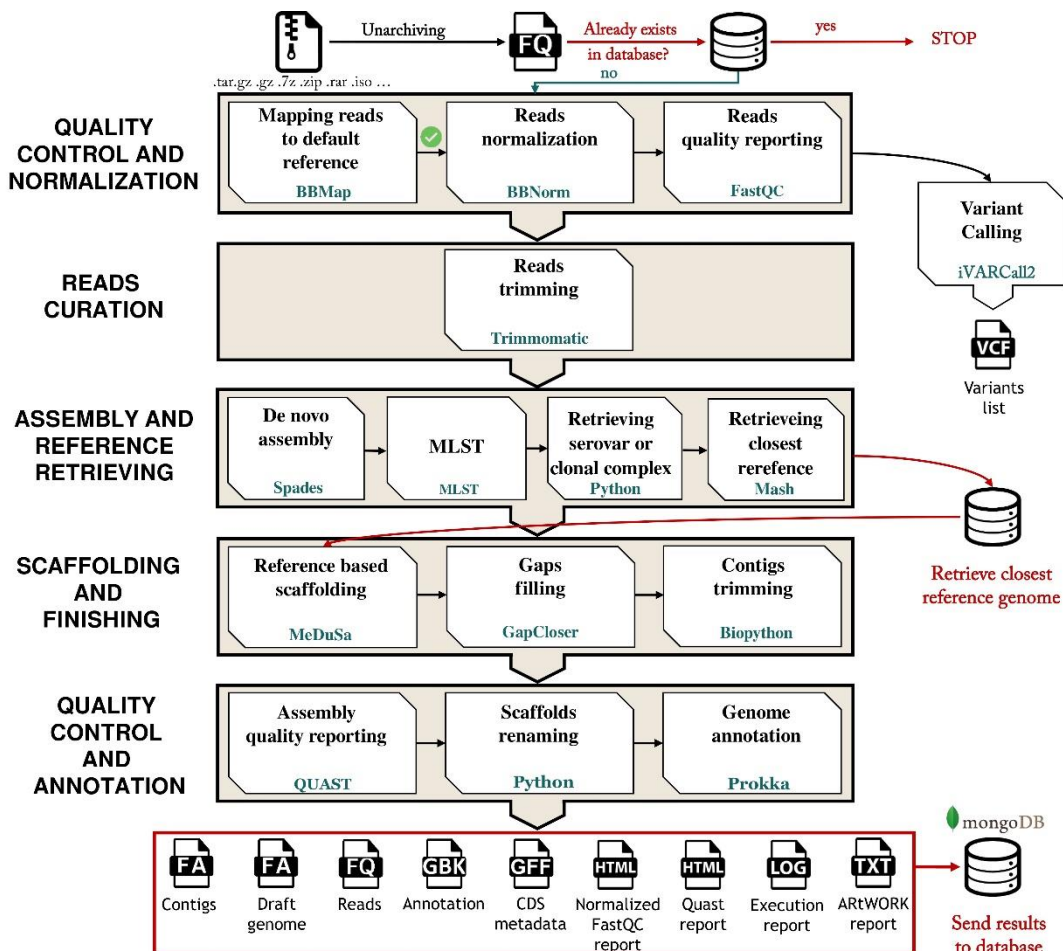 Unarchiving
FQ
Already exists
in database?
yes
STOP
no
.tar.gz .gz .7z .zip .rar .iso ...
QUALITY
CONTROL AND
NORMALIZATION
Mapping reads
to default
reference
BBMap
Reads
normalization
BBNorm
Reads
quality reporting
FastQC
Variant
Calling
iVARCall2
VCF
Variants
list
READS
CURATION
Reads
trimming
Trimmomatic
ASSEMBLY AND
REFERENCE
RETRIEVING
De novo
assembly
Spades
MLST
MLST
Retrieving
serovar or
clonal complex
Python
Retrieveing
closest
rerefence
Mash
Retrieve closest
reference genome
SCAFFOLDING
AND
FINISHING
Reference based
scaffolding
MeDuSa
Gaps
filling
GapCloser
Contigs
trimming
Biopython
QUALITY
CONTROL
AND
ANNOTATION
Assembly
quality reporting
QUAST
Scaffolds
renaming
Python
Genome
annotation
Prokka
FA
Contigs
FA
Draft
genome
FQ
Reads
GBK
Annotation
GFF
CDS
metadata
HTML
Normalized
FastQC
report
HTML
Quast
report
LOG
Execution
report
TXT
ARtWORK
report
mongoDB
Send results
to database